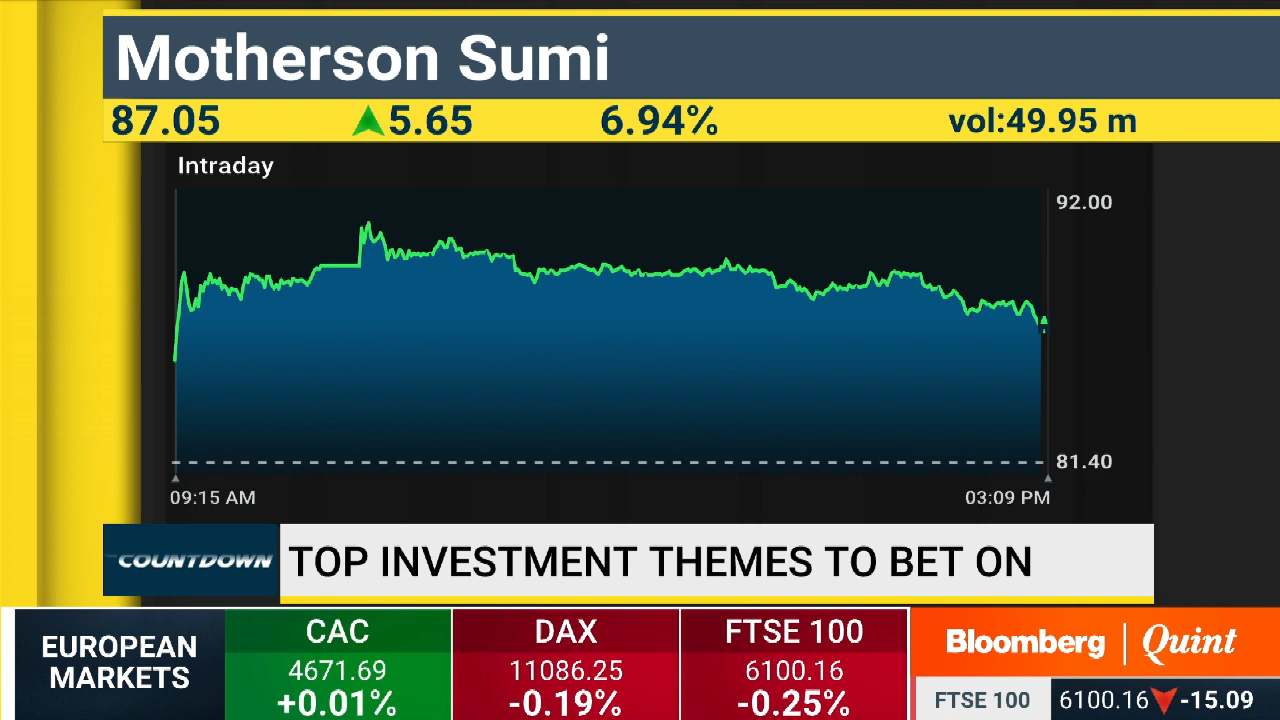 Motherson Sumi
87.05 5.65 6.94% vol:49.95 m
Intraday
92.00
81.40
09:15 AM 03:09 PM
COUNTDOWN TOP INVESTMENT THEMES TO BET ON
EUROPEAN MARKETS
CAC
4671.69
+0.01%
DAX
11086.25
-0.19%
FTSE 100
6100.16
-0.25%
Bloomberg | Quint
FTSE 100 6100.16 -15.09